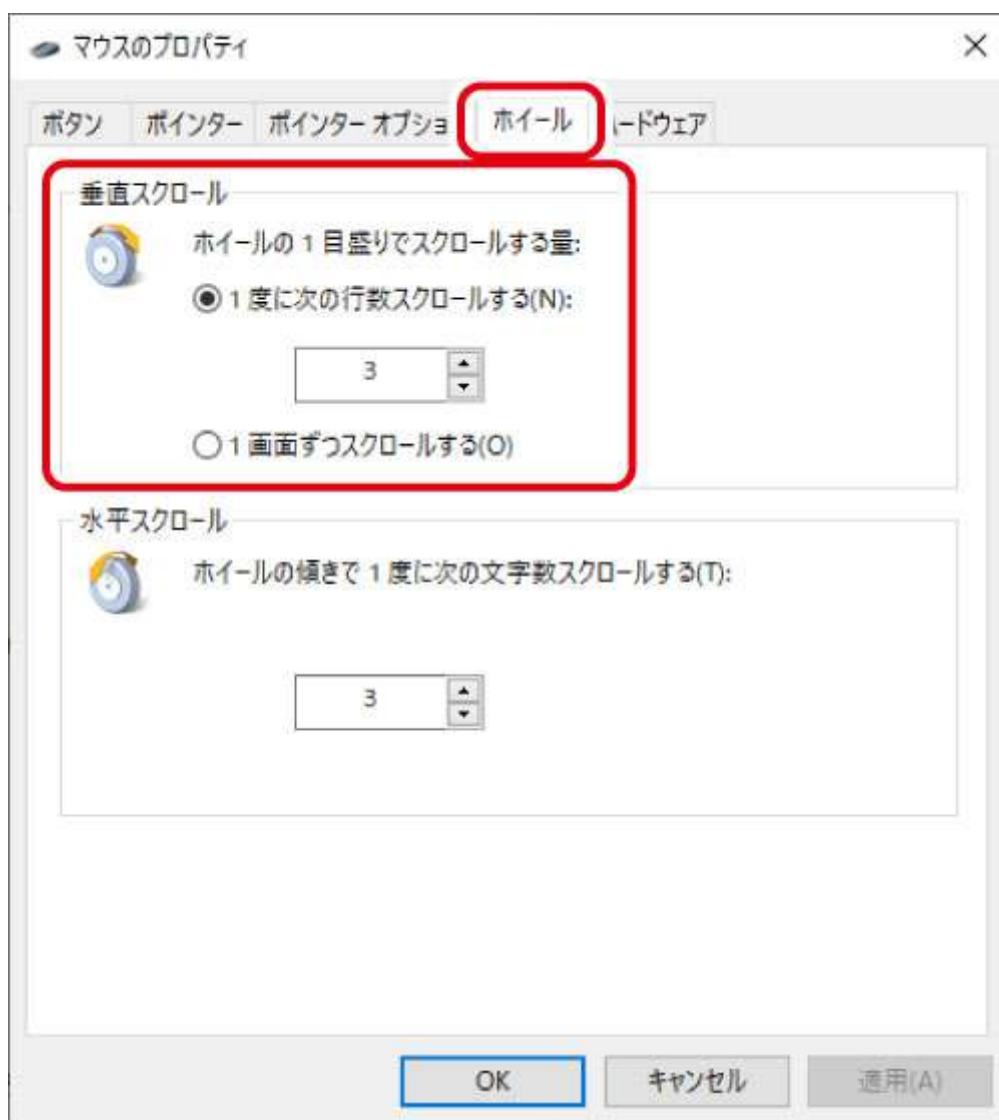 マウスのプロパティ
ボタン ポインター ポインター オプショ ホイール ードウェア
垂直スクロール
ホイールの 1 目盛りでスクロールする量:
1 度に次の行数スクロールする(N):
3
1 画面ずつスクロールする(O)
水平スクロール
ホイールの傾きで 1 度に次の文字数スクロールする(T):
3
OK キャンセル 適用(A)